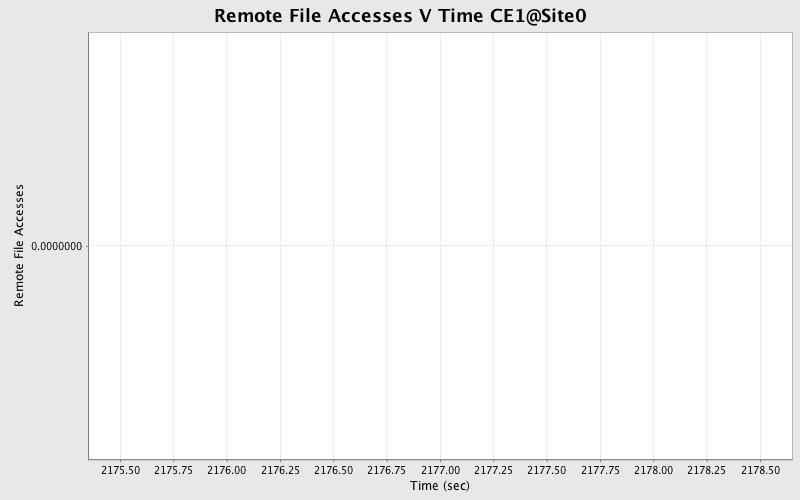 Remote File Accesses V Time CE1@Site0
Remote File Accesses
0.0000000
2175.50 2175.75 2176.00 2176.25 2176.50 2176.75 2177.00 2177.25 2177.50 2177.75 2178.00 2178.25 2178.50
Time (sec)